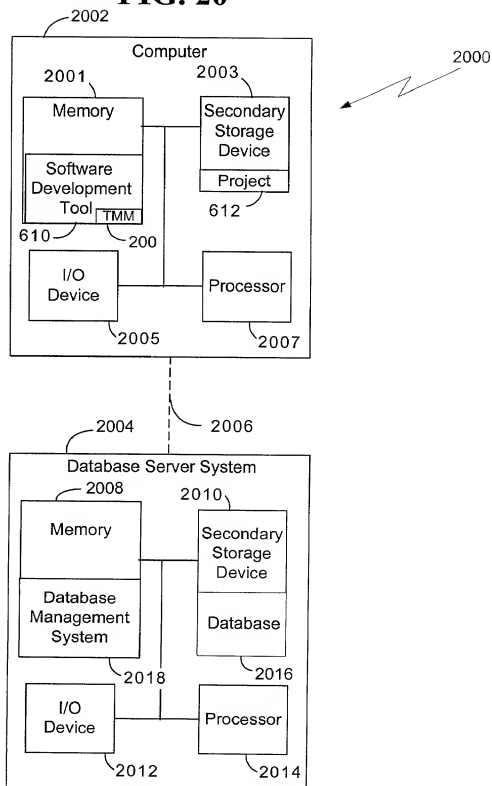 FIG. 20
2002
Computer
2000
2001
2003
Memory
Secondary
Storage
Device
Software
Development
Tool
Project
TMM
610
200
612
I/O
Device
Processor
2005
2007
2006
2004
Database Server System
2008
2010
Memory
Secondary
Storage
Device
Database
Management
System
Database
2018
2016
I/O
Device
Processor
2012
2014